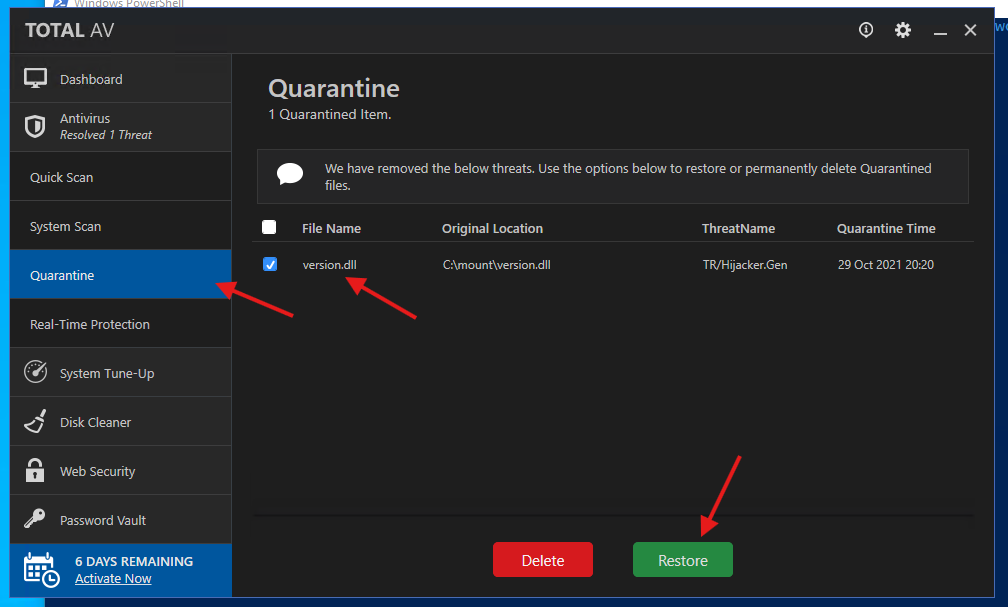 Windows PowerShell
TOTAL AV
Dashboard
Antivirus
Resolved 1 Threat
Quick Scan
System Scan
Quarantine
Real-Time Protection
System Tune-Up
Disk Cleaner
Web Security
Password Vault
6 DAYS REMAINING
Activate Now
Quarantine
1 Quarantined Item.
We have removed the below threats. Use the options below to restore or permanently delete Quarantined
files.
File Name Original Location ThreatName Quarantine Time
version.dll C:\mount\version.dll TR/Hijacker.Gen 29 Oct 2021 20:20
Delete Restore